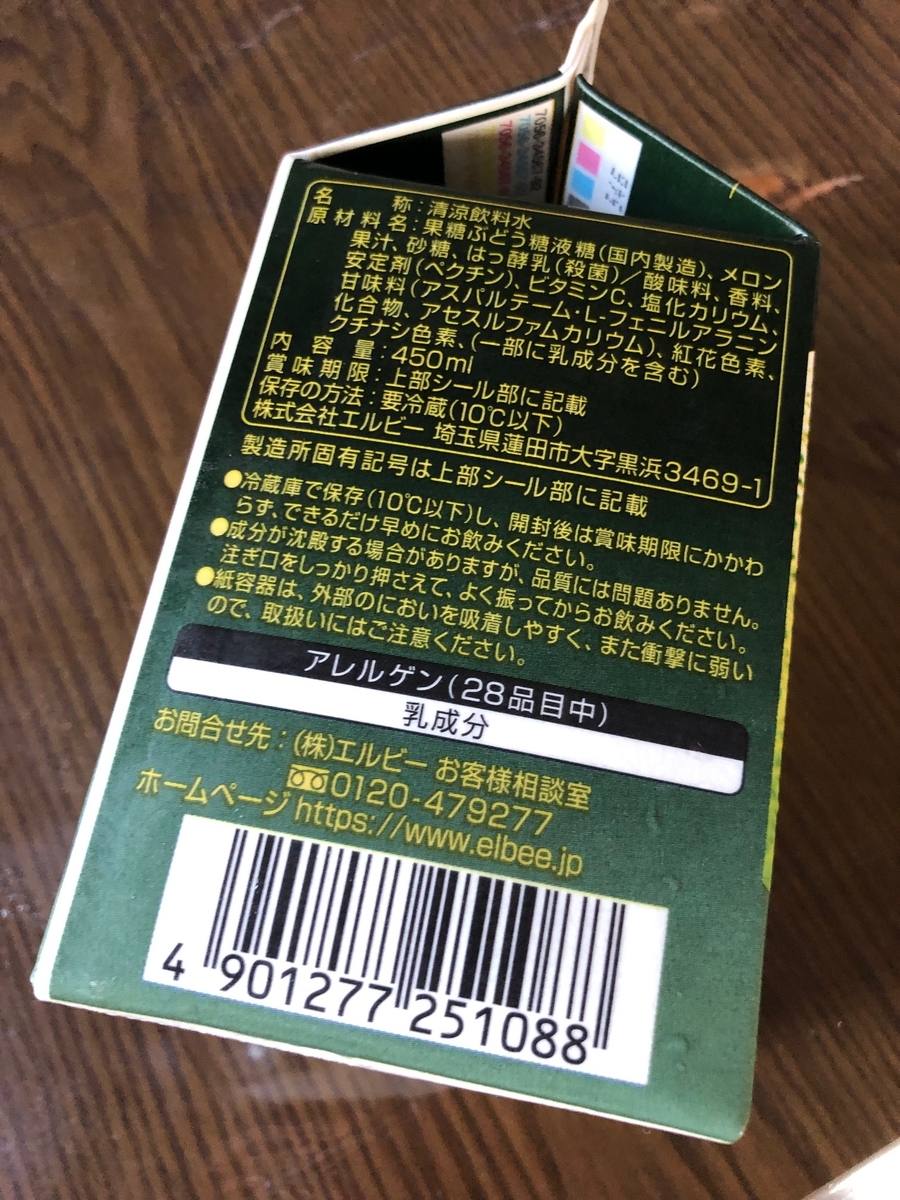 名称：清涼飲料水
原材料名：果糖ぶどう糖液糖(国内製造)、メロン
果汁、砂糖、はっ酵乳(殺菌)／酸味料、香料、
安定剤(ペクチン)、ビタミンC、塩化カリウム、
甘味料(アスパルテーム・L-フェニルアラニン
化合物、アセスルファムカリウム)、紅花色素、
クチナシ色素、(一部に乳成分を含む)
内容量：450ml
賞味期限：上部シール部に記載
保存の方法：要冷蔵(10℃以下)
株式会社エルビー 埼玉県蓮田市大字黒浜3469-1
製造所固有記号は上部シール部に記載
●冷蔵庫で保存(10℃以下)し、開封後は賞味期限にかかわ
らず、できるだけ早めにお飲みください。
●成分が沈殿する場合がありますが、品質には問題ありません。
注ぎ口をしっかり押さえて、よく振ってからお飲みください。
●紙容器は、外部のにおいを吸着しやすく、また衝撃に弱い
ので、取扱いにはご注意ください。
アレルゲン(28品目中)
乳成分
お問合せ先：(株)エルビー お客様相談室
0120-479277
ホームページ https://www.elbee.jp
4 901277 251088